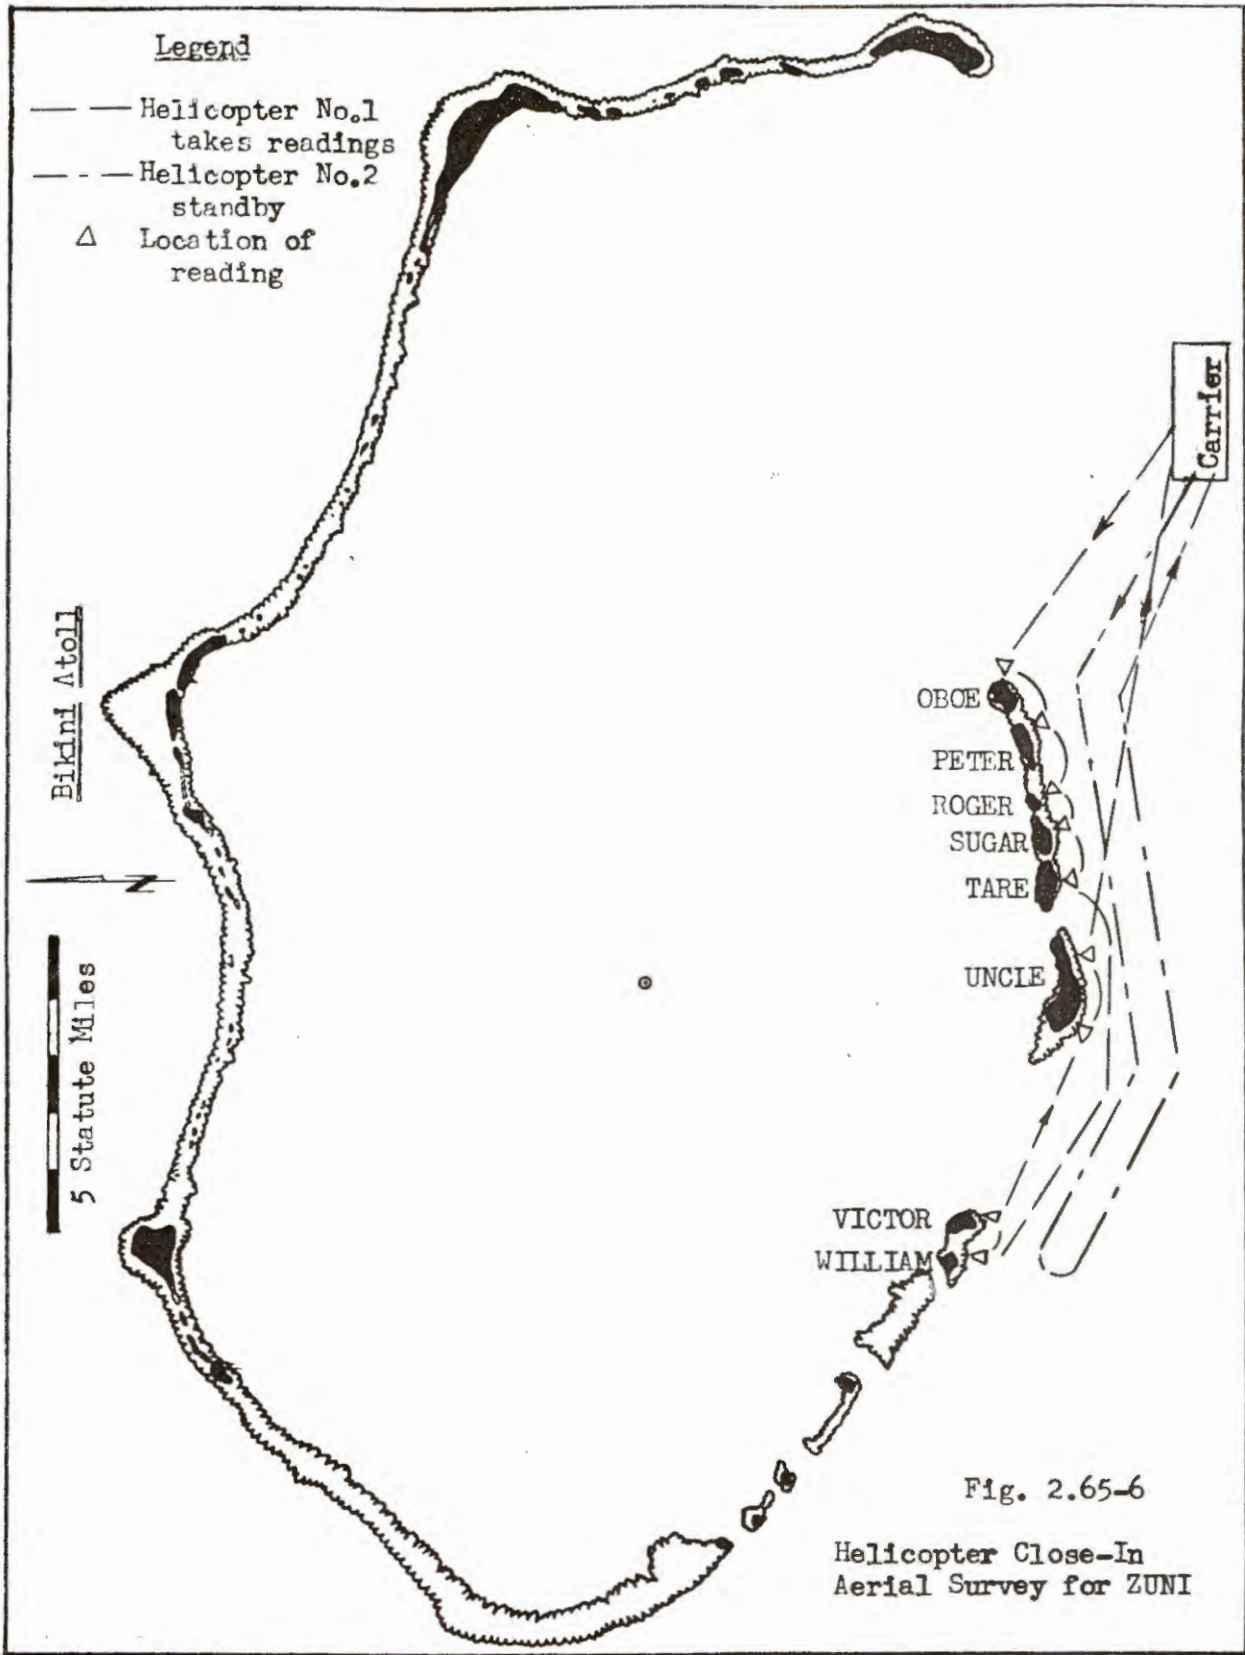 Legend
Helicopter No.1
takes readings
Helicopter No.2
standby
Location of
reading
Carrier
Bikini Atoll
N
5 Statute Miles
OBOE
PETER
ROGER
SUGAR
TARE
UNCLE
VICTOR
WILLIAM
Fig. 2.65-6
Helicopter Close-In
Aerial Survey for ZUNI